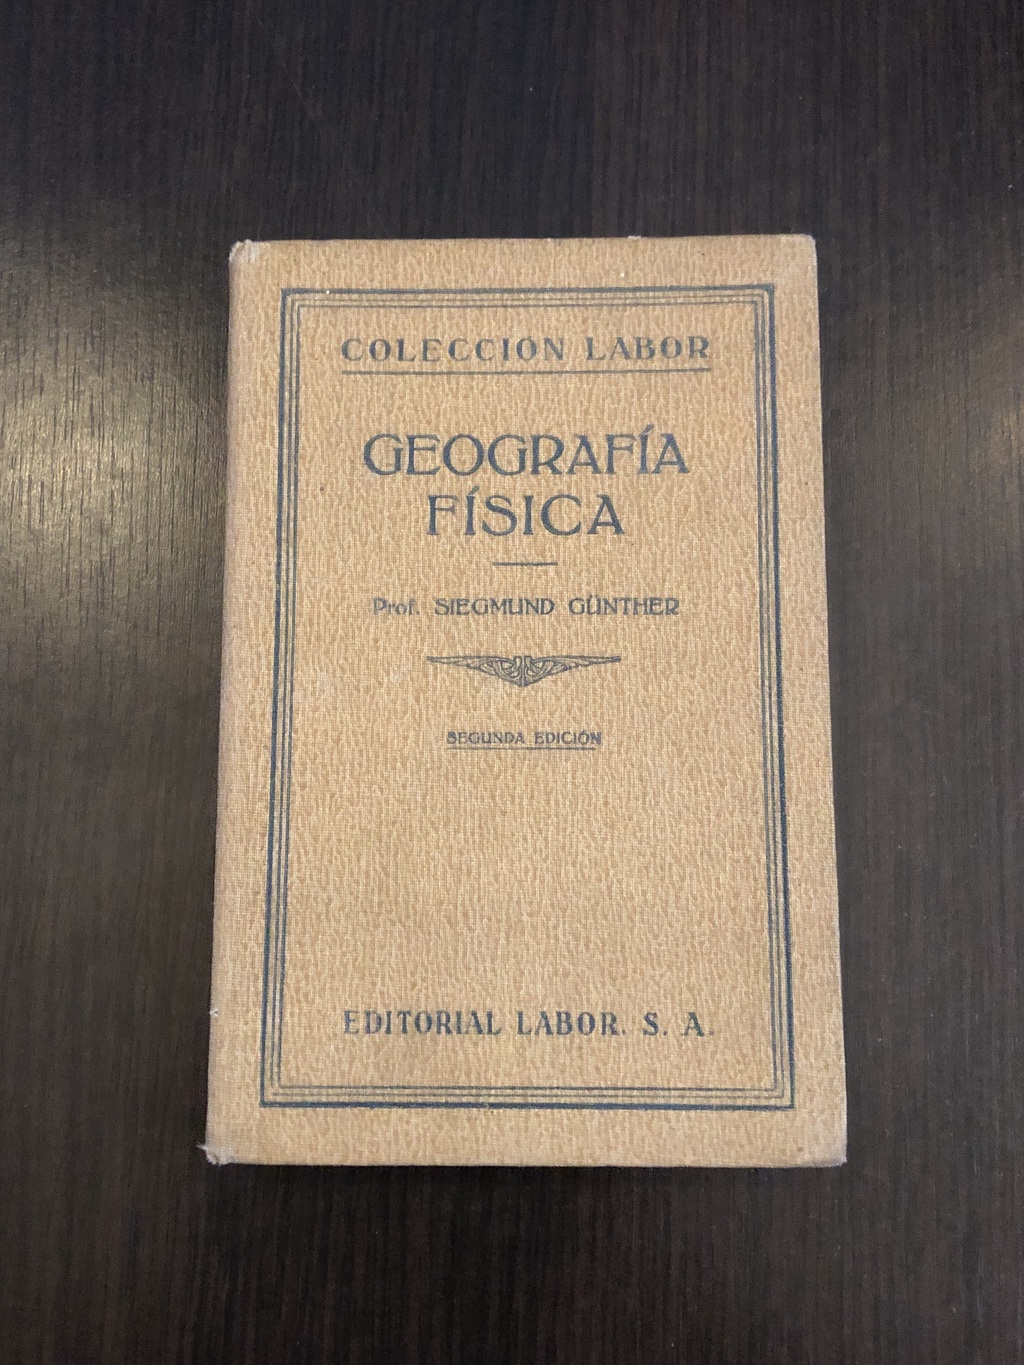 COLECCION LABOR
GEOGRAFÍA
FÍSICA
Prof. SIEGMUND GÜNTHER
SEGUNDA EDICIÓN
EDITORIAL LABOR. S. A.